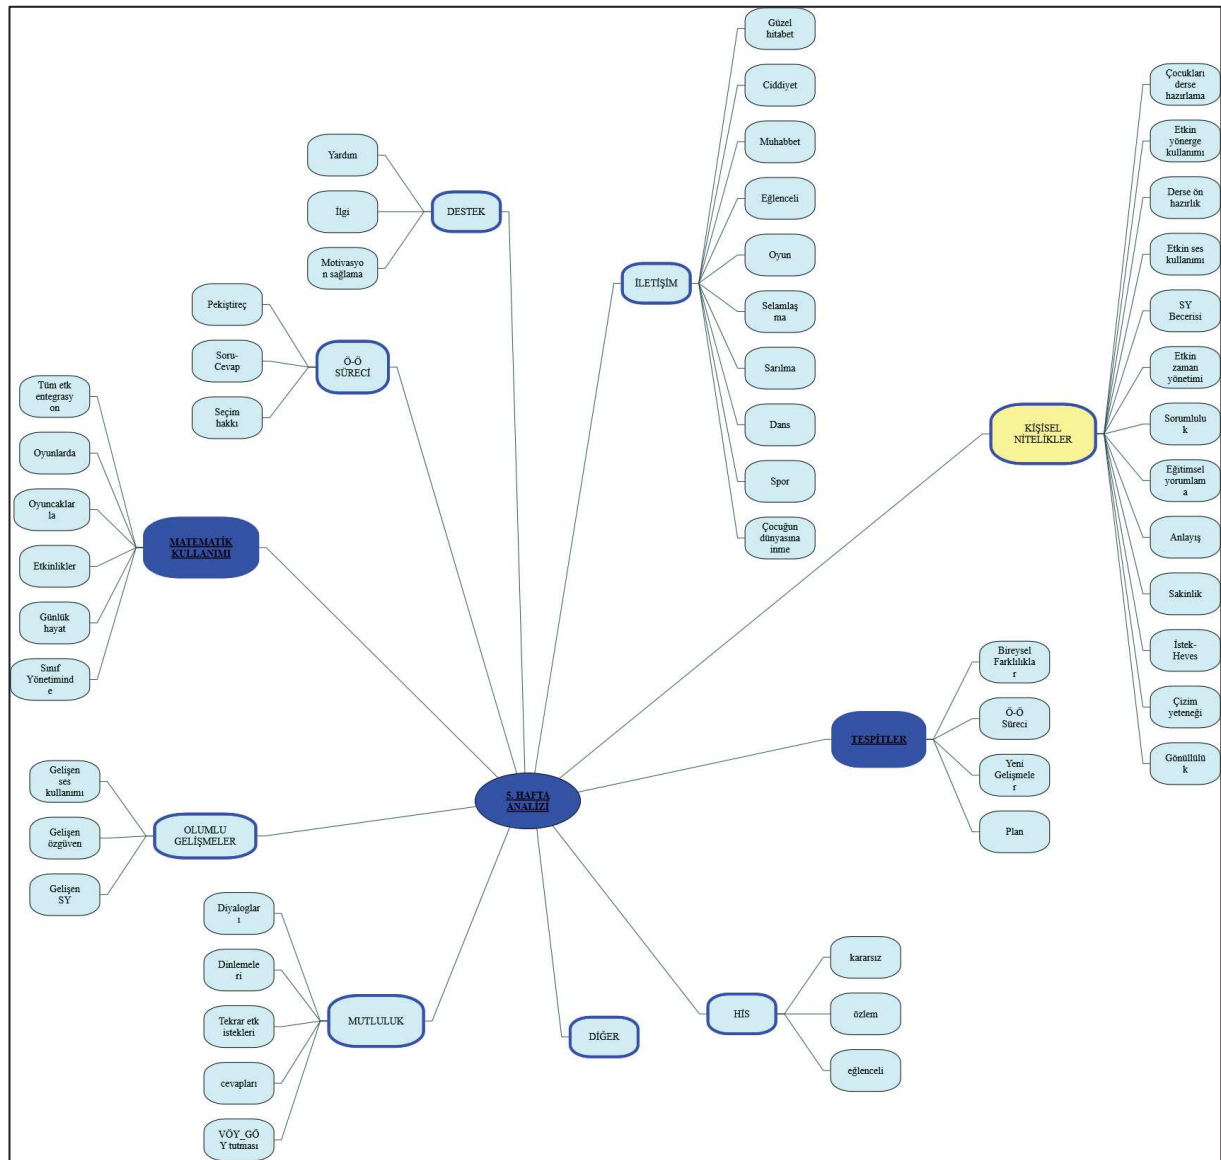 Güzel
hitabet
Ciddiyet
Muhabbet
Eğlenceli
Oyun
Selamlaş
ma
Sarılma
Dans
Spor
Çocuğun
dünyasına
inme
İLETİŞİM
Yardım
İlgi
Motivasyo
n sağlama
DESTEK
Pekiştireç
Soru-
Cevap
Seçim
hakkı
Ö-Ö
SÜRECİ
Tüm etk
entegrasy
on
Oyunlarda
Oyuncaklar
la
Etkinlikler
Günlük
hayat
Sınıf
Yönetimind
e
MATEMATİK
KULLANIMI
Çocukları
derse
hazırlama
Etkin
yönerge
kullanımı
Derse ön
hazırlık
Etkin ses
kullanımı
SY
Becerisi
Etkin
zaman
yönetimi
Sorumlulu
k
Eğitimsel
yorumlama
a
Anlayış
Sakinlik
İstek-
Heves
Çizim
yeteneği
Gönüllülü
k
KİŞİSEL
NİTELİKLER
Bireysel
Farklılıkla
r
Ö-Ö
Süreci
Yeni
Gelişmele
r
Plan
TESPİTLER
5. HAFTA
ANALİZİ
Gelişen
ses
kullanımı
Gelişen
özgüven
Gelişen
SY
OLUMLU
GELİŞMELER
Diyalogları
ı
Dinlemele
ri
Tekrar etk
istekleri
cevapları
VÖY_GÖ
Y tutması
MUTLULUK
DİĞER
HİS
kararsız
özlem
eğlenceli